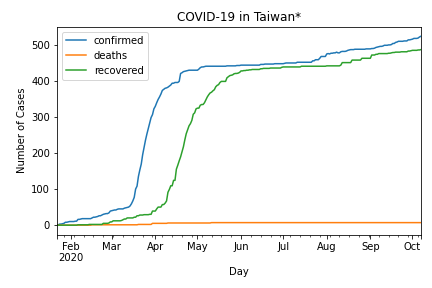 COVID-19 in Taiwan*
confirmed
deaths
recovered
Number of Cases
500
400
300
200
100
0
Feb Mar Apr May Jun Jul Aug Sep Oct
2020
Day